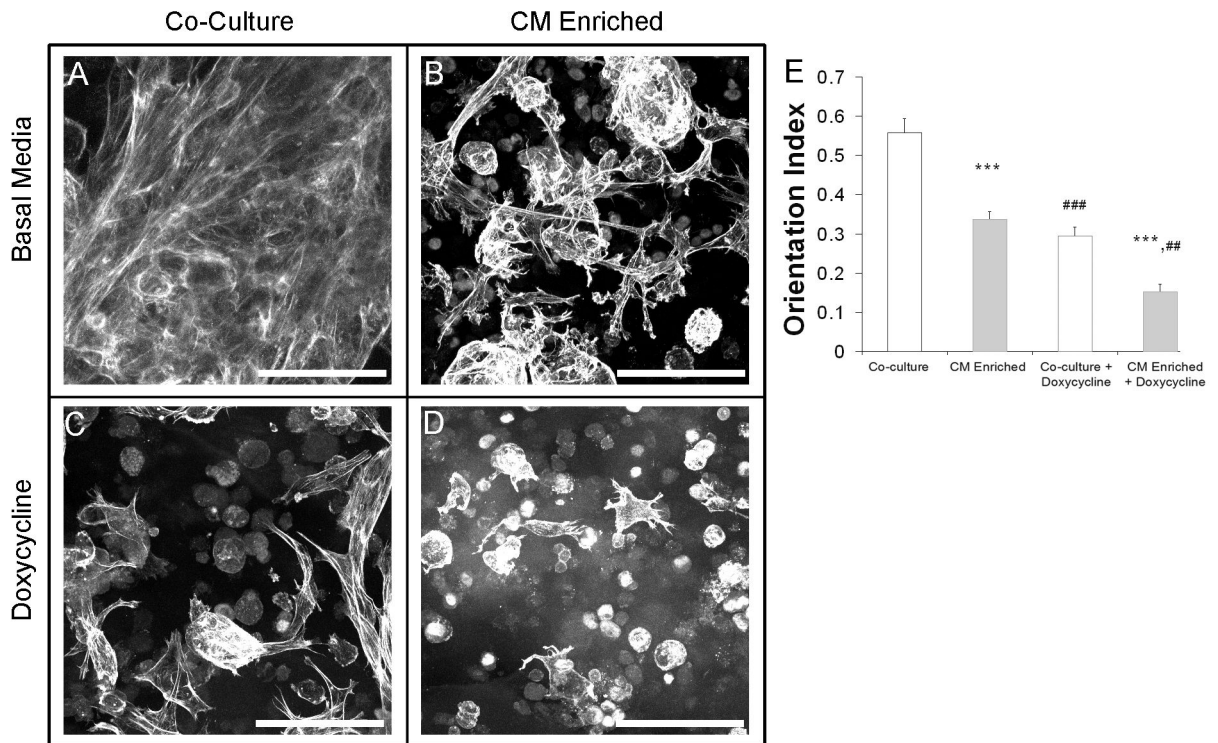 Co-Culture
CM Enriched
Basal Media
Doxycycline
A
B
C
D
E
Orientation Index
0.7
0.6
0.5
0.4
0.3
0.2
0.1
0
***
###
***,##
Co-culture
CM Enriched
Co-culture +
Doxycycline
CM Enriched
+ Doxycycline